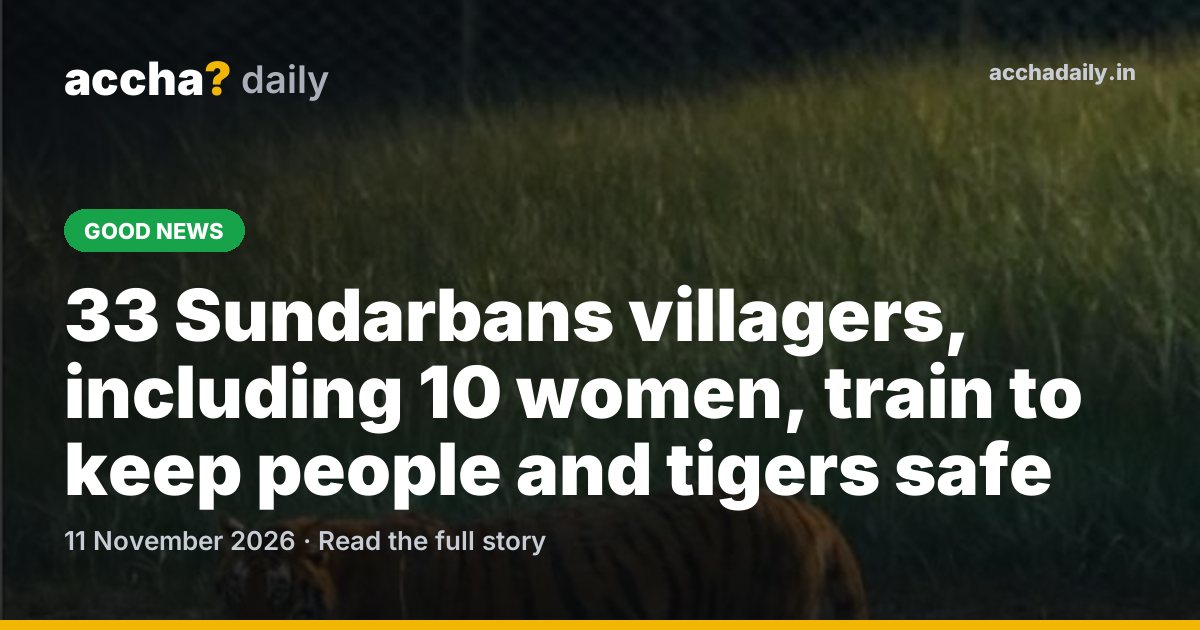 accha? daily
acchadaily.in
GOOD NEWS
33 Sundarbans villagers,
including 10 women, train to
keep people and tigers safe
11 November 2026 · Read the full story